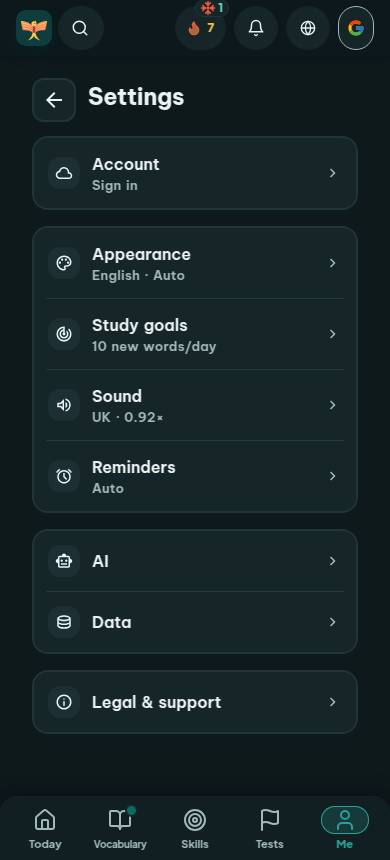 1
7
Settings
Account
Sign in
Appearance
English · Auto
Study goals
10 new words/day
Sound
UK · 0.92×
Reminders
Auto
AI
Data
Legal & support
Today
Vocabulary
Skills
Tests
Me